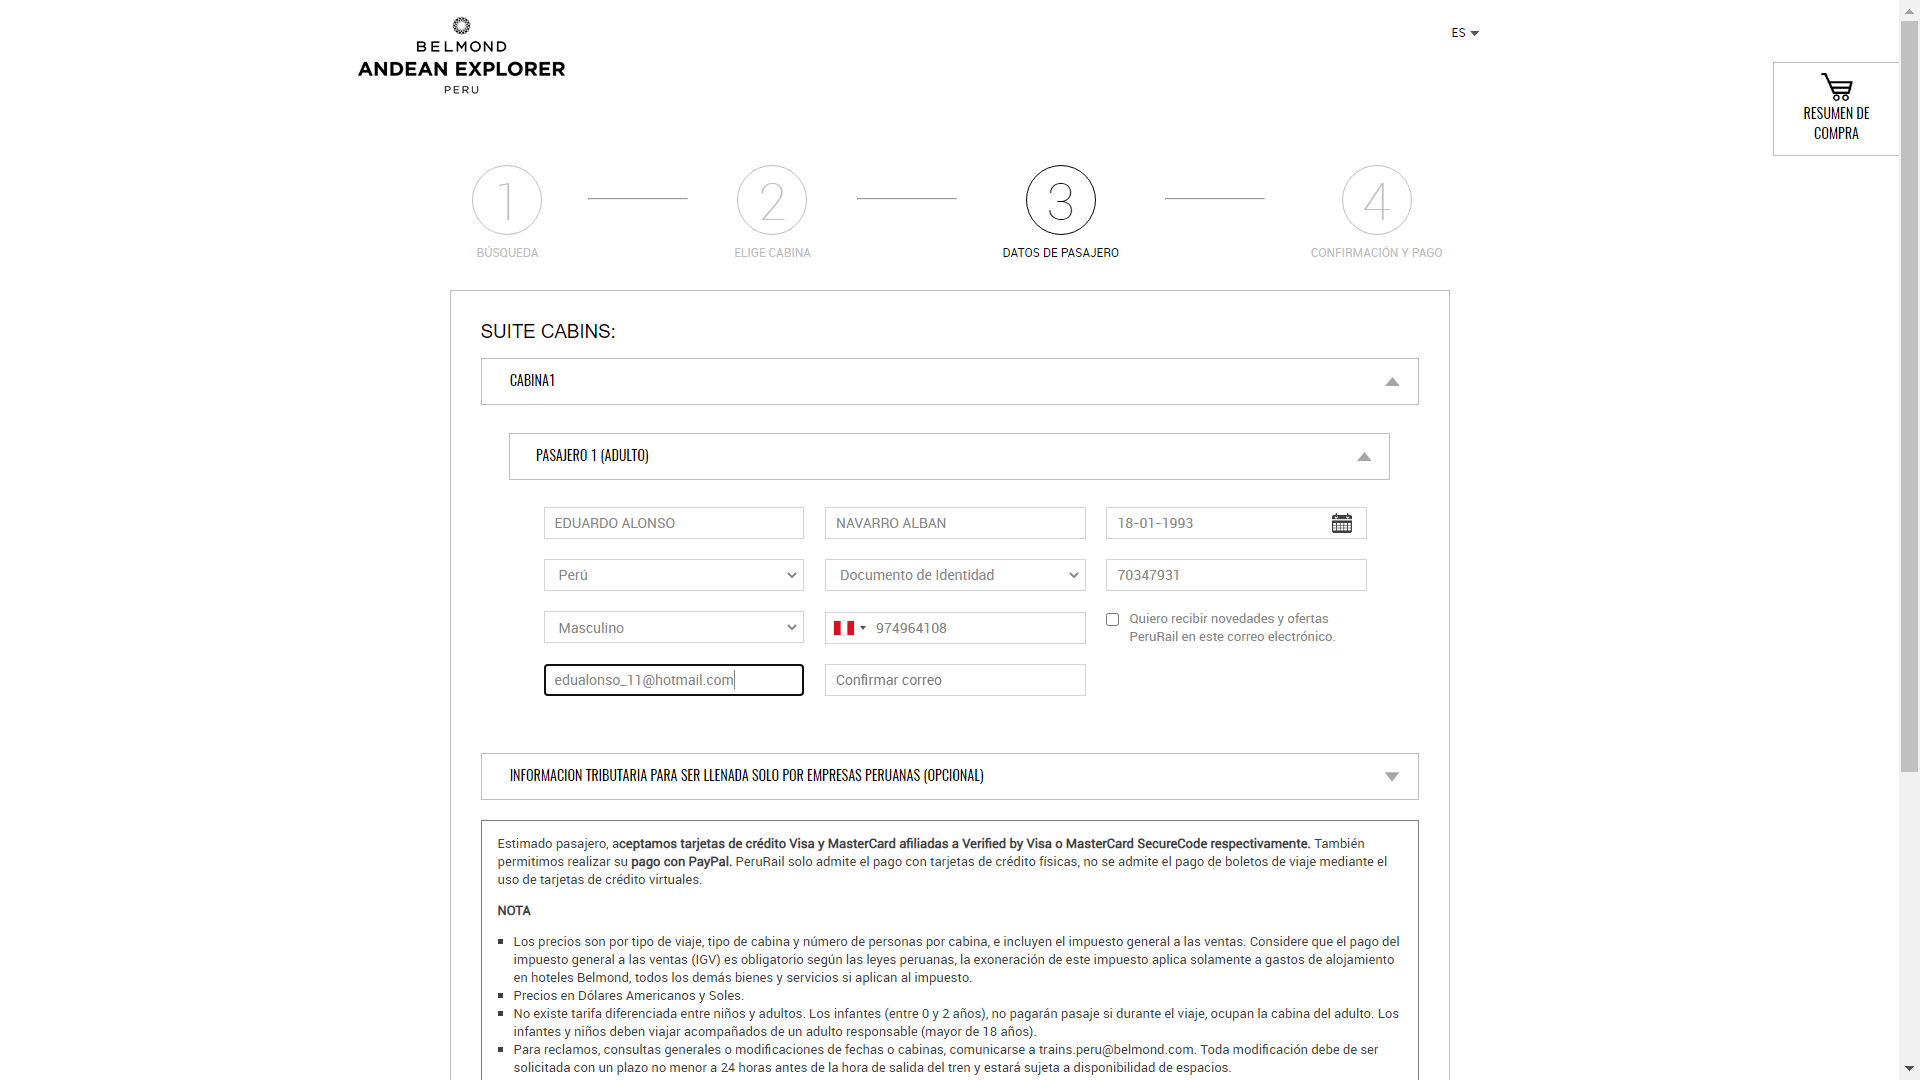 BELMOND
ANDEAN EXPLORER
PERU
ES
RESUMEN DE
COMPRA
1
2
3
4
BÚSQUEDA
ELIGE CABINA
DATOS DE PASAJERO
CONFIRMACIÓN Y PAGO
SUITE CABINS:
CABINA1
PASAJERO 1 (ADULTO)
EDUARDO ALONSO
NAVARRO ALBAN
18-01-1993
Perú
Documento de Identidad
70347931
Masculino
974964108
Quiero recibir novedades y ofertas
PeruRail en este correo electrónico.
edualonso_11@hotmail.com
Confirmar correo
INFORMACION TRIBUTARIA PARA SER LLENADA SOLO POR EMPRESAS PERUANAS (OPCIONAL)
Estimado pasajero, aceptamos tarjetas de crédito Visa y MasterCard afiliadas a Verified by Visa o MasterCard SecureCode respectivamente. También
permitimos realizar su pago con PayPal. PeruRail solo admite el pago con tarjetas de crédito físicas, no se admite el pago de boletos de viaje mediante el
uso de tarjetas de crédito virtuales.
NOTA
Los precios son por tipo de viaje, tipo de cabina y número de personas por cabina, e incluyen el impuesto general a las ventas. Considere que el pago del
impuesto general a las ventas (IGV) es obligatorio según las leyes peruanas, la exoneración de este impuesto aplica solamente a gastos de alojamiento
en hoteles Belmond, todos los demás bienes y servicios si aplican al impuesto.
Precios en Dólares Americanos y Soles.
No existe tarifa diferenciada entre niños y adultos. Los infantes (entre 0 y 2 años), no pagarán pasaje si durante el viaje, ocupan la cabina del adulto. Los
infantes y niños deben viajar acompañados de un adulto responsable (mayor de 18 años).
Para reclamos, consultas generales o modificaciones de fechas o cabinas, comunicarse a trains.peru@belmond.com. Toda modificación debe de ser
solicitada con un plazo no menor a 24 horas antes de la hora de salida del tren y estará sujeta a disponibilidad de espacios.